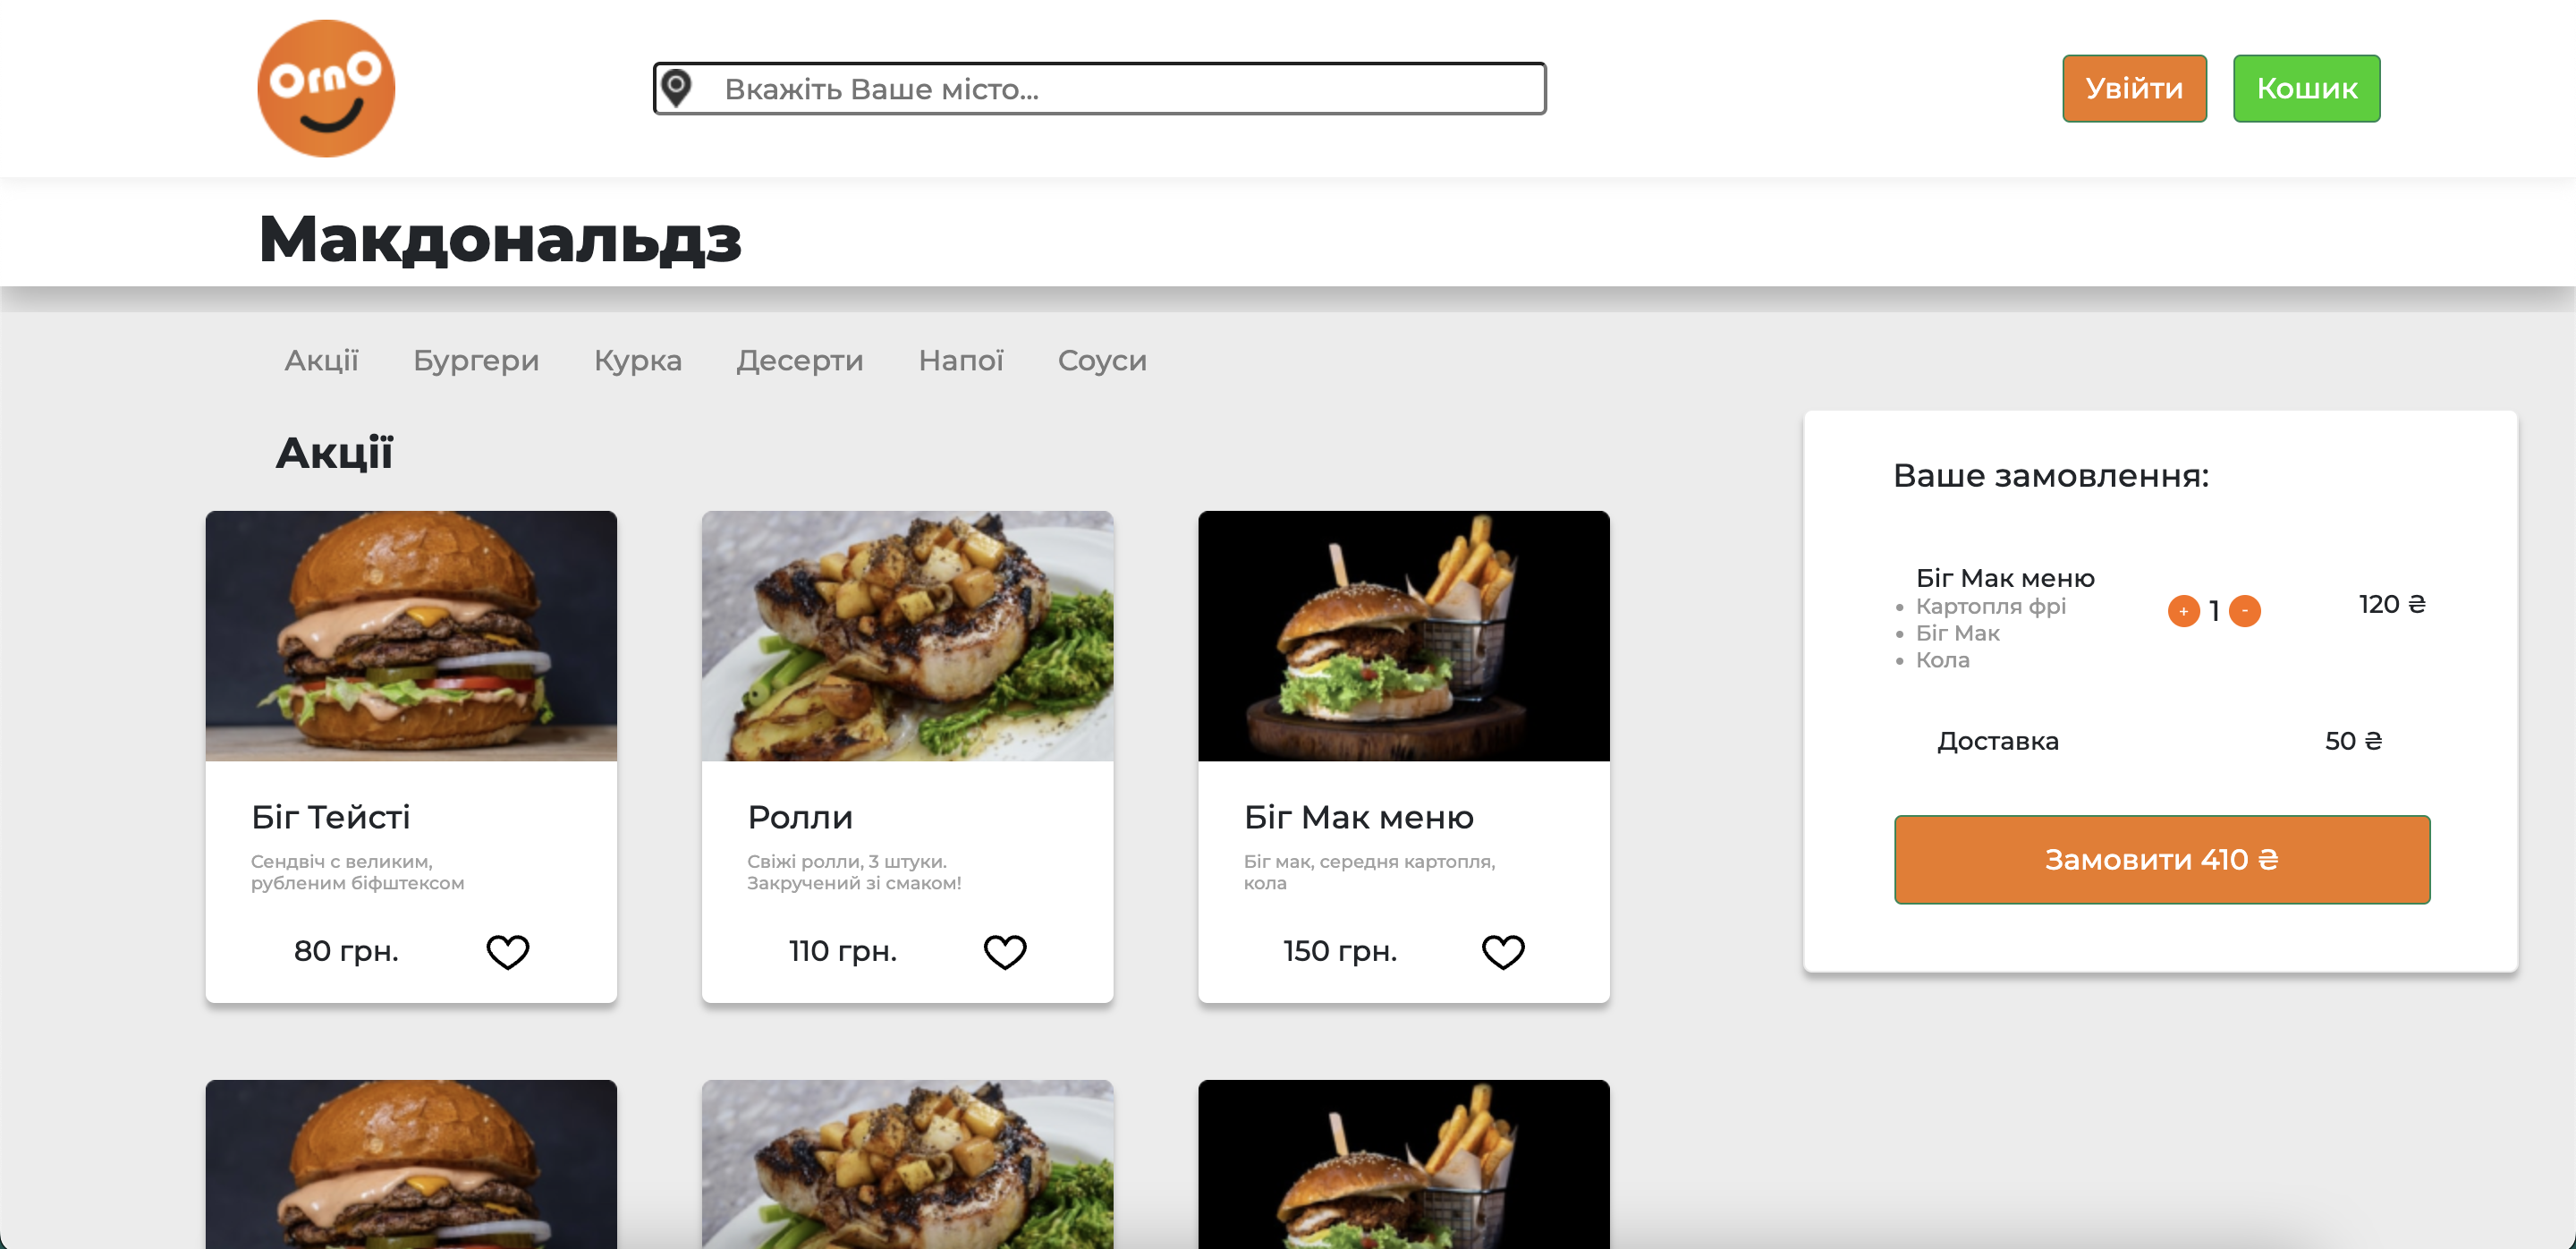 OrnO
Вкажіть Ваше місто...
Увійти
Кошик
Макдональдз
Акції
Бургери
Курка
Десерти
Напої
Соуси
Акції
Біг Тейсті
Сендвіч с великим,
рубленим біфштексом
80 грн.
Ролли
Свіжі ролли, 3 штуки.
Закручений зі смаком!
110 грн.
Біг Мак меню
Біг мак, середня картопля,
кола
150 грн.
Ваше замовлення:
Біг Мак меню
• Картопля фрі
• Біг Мак
• Кола
+ 1 -
120 ₴
Доставка
50 ₴
Замовити 410 ₴